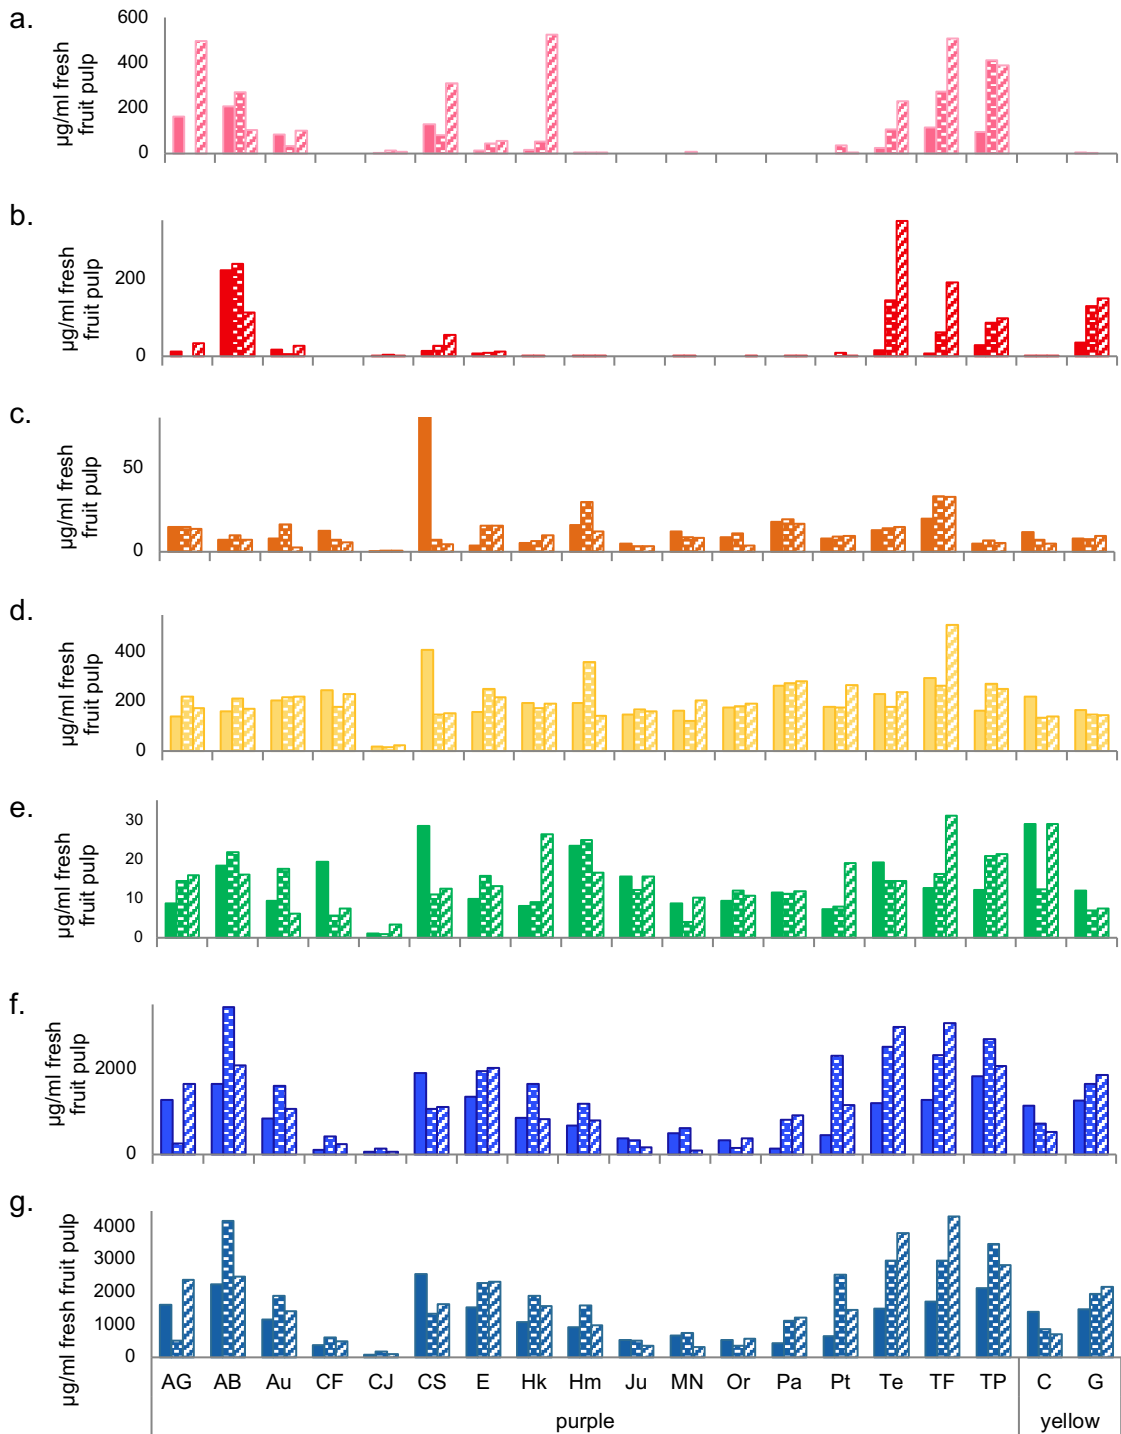 a.
µg/ml fresh
fruit pulp
600
400
200
0
b.
µg/ml fresh
fruit pulp
200
0
c.
µg/ml fresh
fruit pulp
50
0
d.
µg/ml fresh
fruit pulp
400
200
0
e.
µg/ml fresh
fruit pulp
30
20
10
0
f.
µg/ml fresh
fruit pulp
2000
0
g.
µg/ml fresh fruit pulp
4000
3000
2000
1000
0
AG AB Au CF CJ CS E Hk Hm Ju MN Or Pa Pt Te TF TP C G
purple yellow